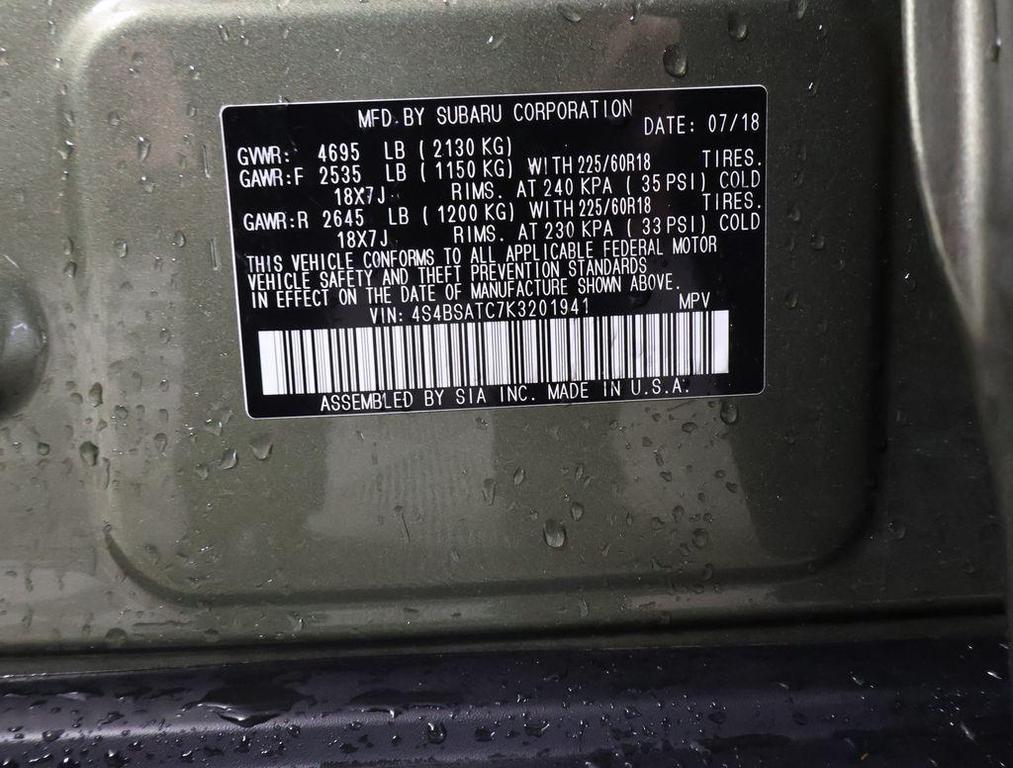 MFD.BY SUBARU CORPORATION
DATE: 07/18
GVWR: 4695 LB (2130 KG)
GAWR:F 2535 LB (1150 KG) WITH 225/60R18 TIRES.
18X7J RIMS. AT 240 KPA (35 PSI) COLD
GAWR:R 2645 LB (1200 KG) WITH 225/60R18 TIRES.
18X7J RIMS. AT 230 KPA (33 PSI) COLD
THIS VEHICLE CONFORMS TO ALL APPLICABLE FEDERAL MOTOR
VEHICLE SAFETY AND THEFT PREVENTION STANDARDS
IN EFFECT ON THE DATE OF MANUFACTURE SHOWN ABOVE.
VIN: 4S4BSATC7K3201941 MPV
ASSEMBLED BY SIA INC. MADE IN U.S.A.